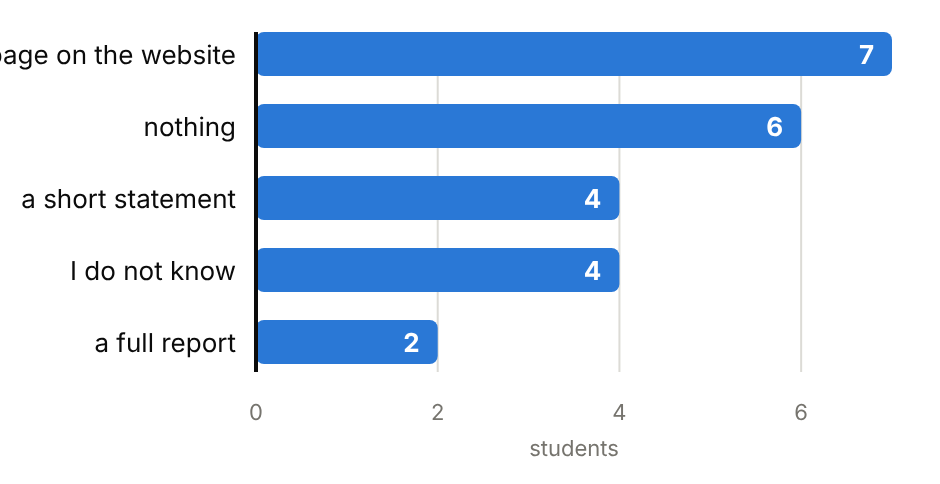 on the website 7
nothing 6
a short statement 4
I do not know 4
a full report 2
0 2 4 6
students